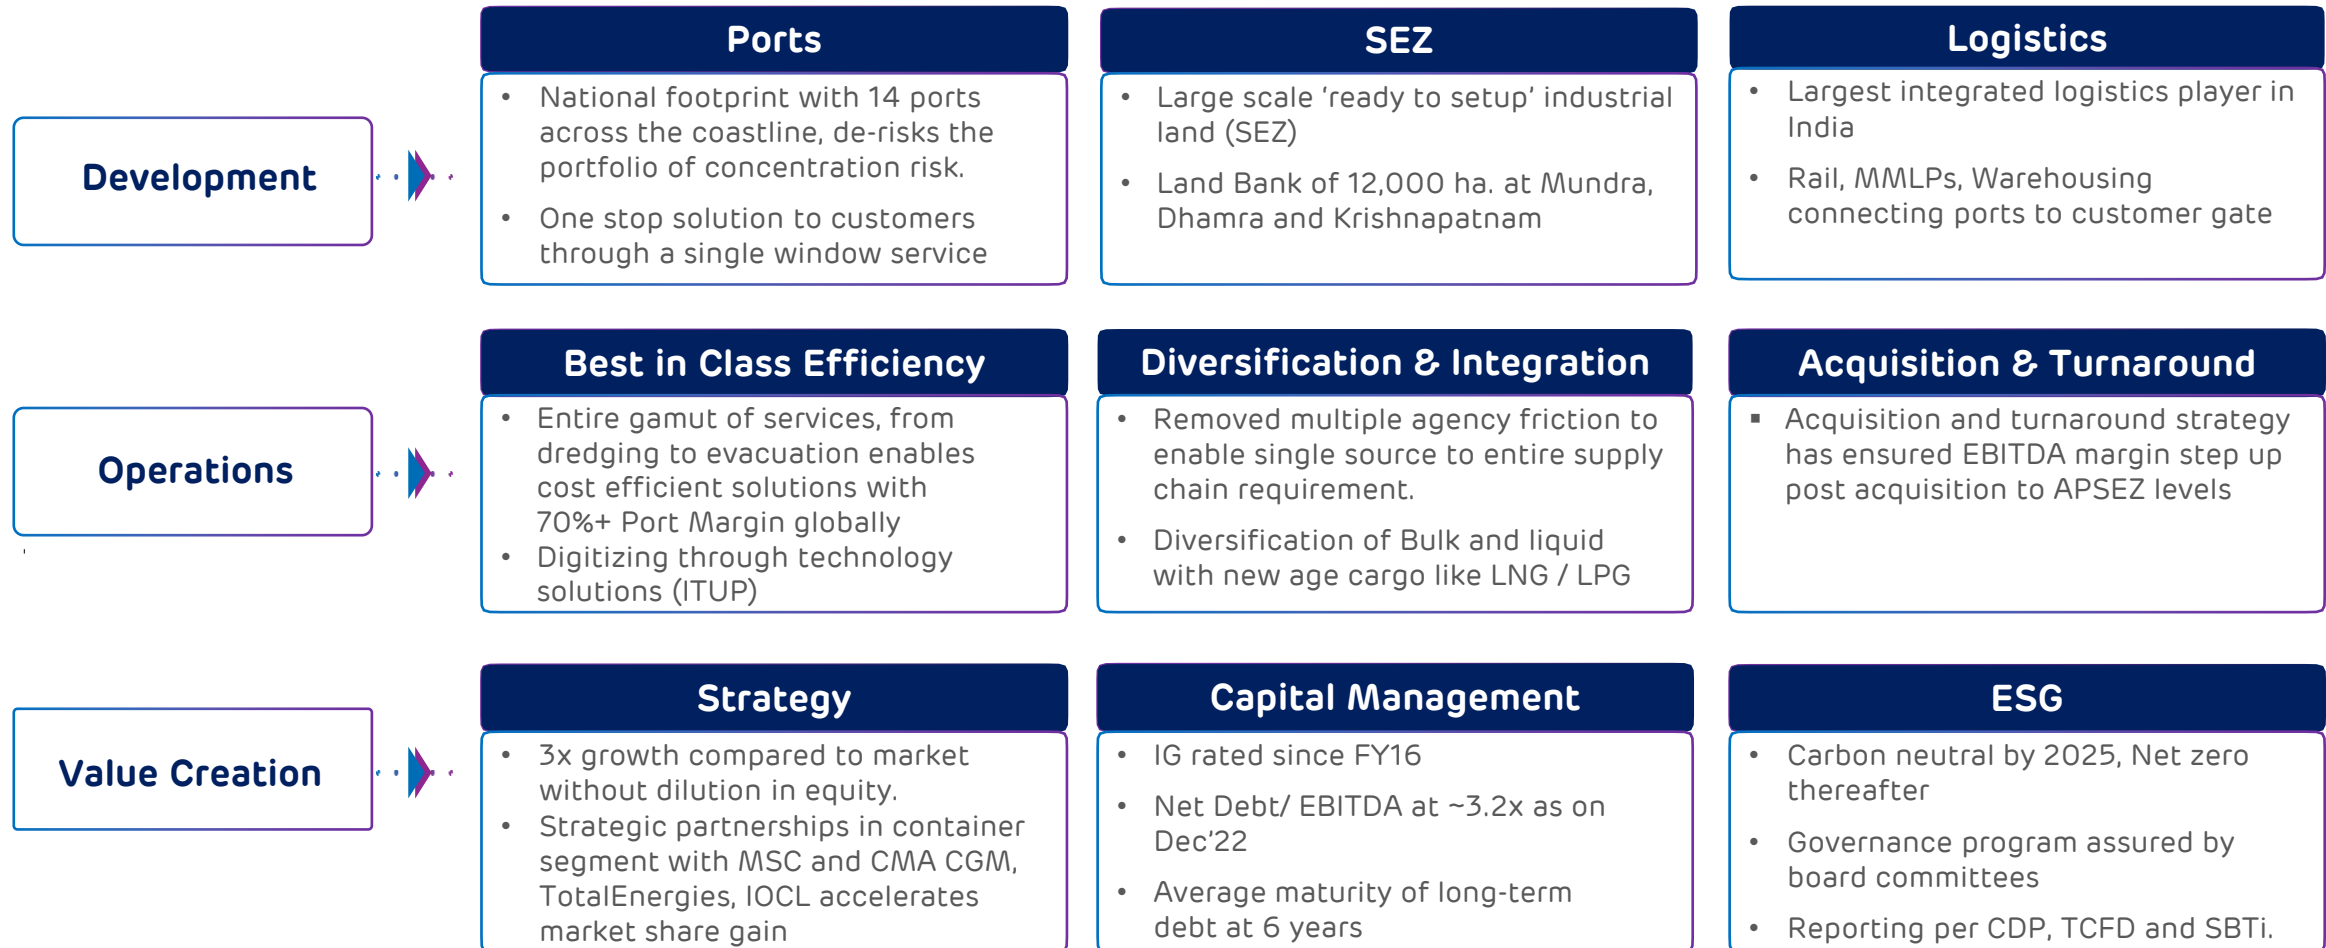 Development
Ports
• National footprint with 14 ports
across the coastline, de-risks the
portfolio of concentration risk.
• One stop solution to customers
through a single window service
SEZ
• Large scale ‘ready to setup’ industrial
land (SEZ)
• Land Bank of 12,000 ha. at Mundra,
Dhamra and Krishnapatnam
Logistics
• Largest integrated logistics player in
India
• Rail, MMLPs, Warehousing
connecting ports to customer gate
Operations
Best in Class Efficiency
• Entire gamut of services, from
dredging to evacuation enables
cost efficient solutions with
70%+ Port Margin globally
• Digitizing through technology
solutions (ITUP)
Diversification & Integration
• Removed multiple agency friction to
enable single source to entire supply
chain requirement.
• Diversification of Bulk and liquid
with new age cargo like LNG / LPG
Acquisition & Turnaround
▪ Acquisition and turnaround strategy
has ensured EBITDA margin step up
post acquisition to APSEZ levels
Value Creation
Strategy
• 3x growth compared to market
without dilution in equity.
• Strategic partnerships in container
segment with MSC and CMA CGM,
TotalEnergies, IOCL accelerates
market share gain
Capital Management
• IG rated since FY16
• Net Debt/ EBITDA at ~3.2x as on
Dec’22
• Average maturity of long-term
debt at 6 years
ESG
• Carbon neutral by 2025, Net zero
thereafter
• Governance program assured by
board committees
• Reporting per CDP, TCFD and SBTi.